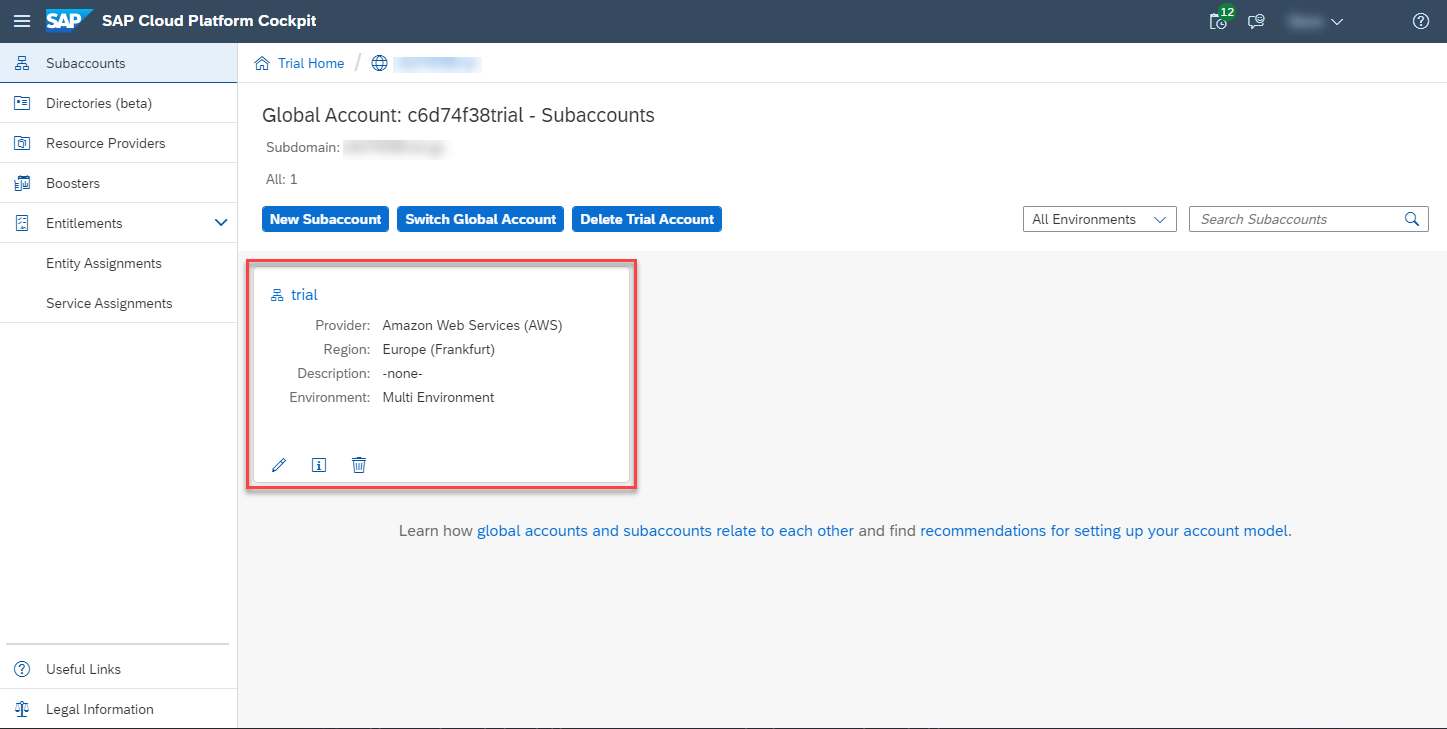 SAP SAP Cloud Platform Cockpit 12
Subaccounts
Directories (beta)
Resource Providers
Boosters
Entitlements
Entity Assignments
Service Assignments
Useful Links
Legal Information
Trial Home /
Global Account: c6d74f38trial - Subaccounts
Subdomain:
All: 1
New Subaccount Switch Global Account Delete Trial Account All Environments Search Subaccounts
trial
Provider: Amazon Web Services (AWS)
Region: Europe (Frankfurt)
Description: -none-
Environment: Multi Environment
Learn how global accounts and subaccounts relate to each other and find recommendations for setting up your account model.